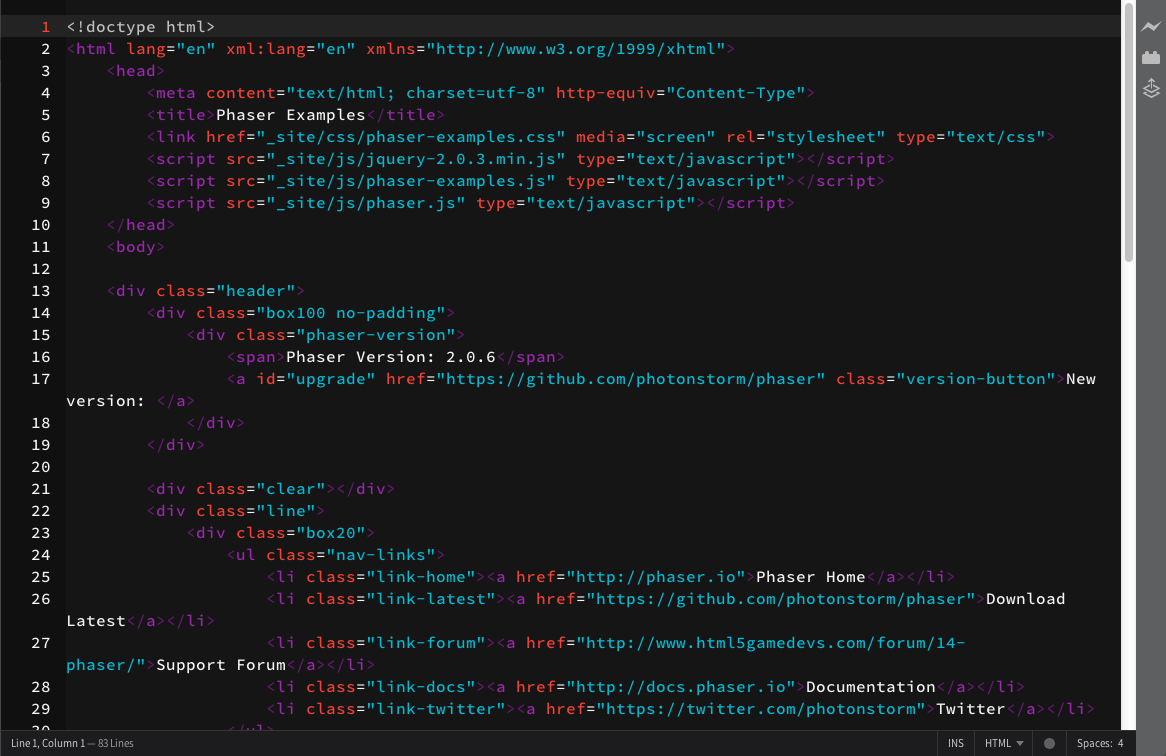 1 <!doctype html>
2 <html lang="en" xml:lang="en" xmlns="http://www.w3.org/1999/xhtml">
3 <head>
4 <meta content="text/html; charset=utf-8" http-equiv="Content-Type">
5 <title>Phaser Examples</title>
6 <link href="_site/css/phaser-examples.css" media="screen" rel="stylesheet" type="text/css">
7 <script src="_site/js/jquery-2.0.3.min.js" type="text/javascript"></script>
8 <script src="_site/js/phaser-examples.js" type="text/javascript"></script>
9 <script src="_site/js/phaser.js" type="text/javascript"></script>
10 </head>
11 <body>
12
13 <div class="header">
14 <div class="box100 no-padding">
15 <div class="phaser-version">
16 <span>Phaser Version: 2.0.6</span>
17 <a id="upgrade" href="https://github.com/photonstorm/phaser" class="version-button">New
version: </a>
18 </div>
19 </div>
20
21 <div class="clear"></div>
22 <div class="line">
23 <div class="box20">
24 <ul class="nav-links">
25 <li class="link-home"><a href="http://phaser.io">Phaser Home</a></li>
26 <li class="link-latest"><a href="https://github.com/photonstorm/phaser">Download
Latest</a></li>
27 <li class="link-forum"><a href="http://www.html5gamedevs.com/forum/14-
phaser/">Support Forum</a></li>
28 <li class="link-docs"><a href="http://docs.phaser.io">Documentation</a></li>
29 <li class="link-twitter"><a href="https://twitter.com/photonstorm">Twitter</a></li>
30 </ul>
Line 1, Column 1 — 83 Lines INS HTML Spaces: 4